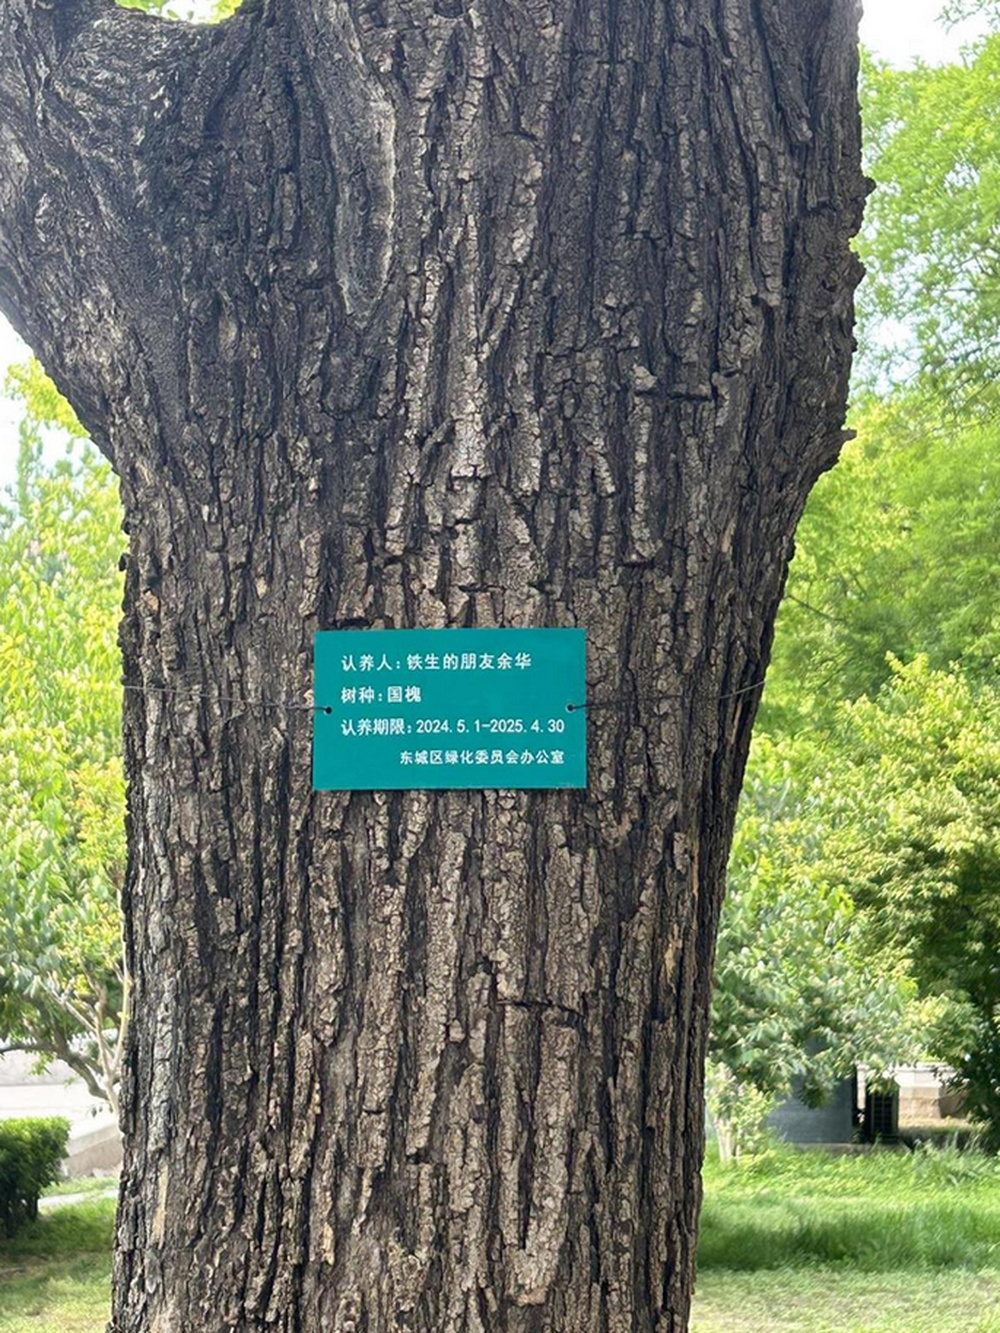 认养人：铁生的朋友余华
树种：国槐
认养期限：2024.5.1-2025.4.30
东城区绿化委员会办公室